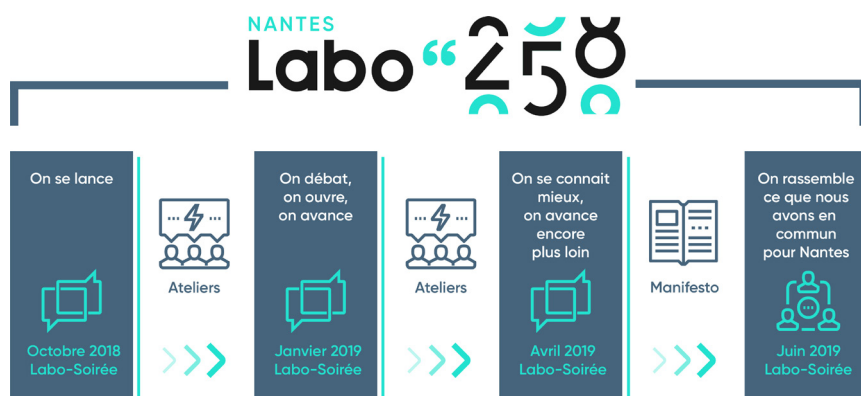 NANTES
Labo “258
On se lance
Octobre 2018
Labo-Soirée
Ateliers
On débat,
on ouvre,
on avance
Janvier 2019
Labo-Soirée
Ateliers
On se connait
mieux,
on avance
encore
plus loin
Avril 2019
Labo-Soirée
Manifesto
On rassemble
ce que nous
avons en
commun
pour Nantes
Juin 2019
Labo-Soirée